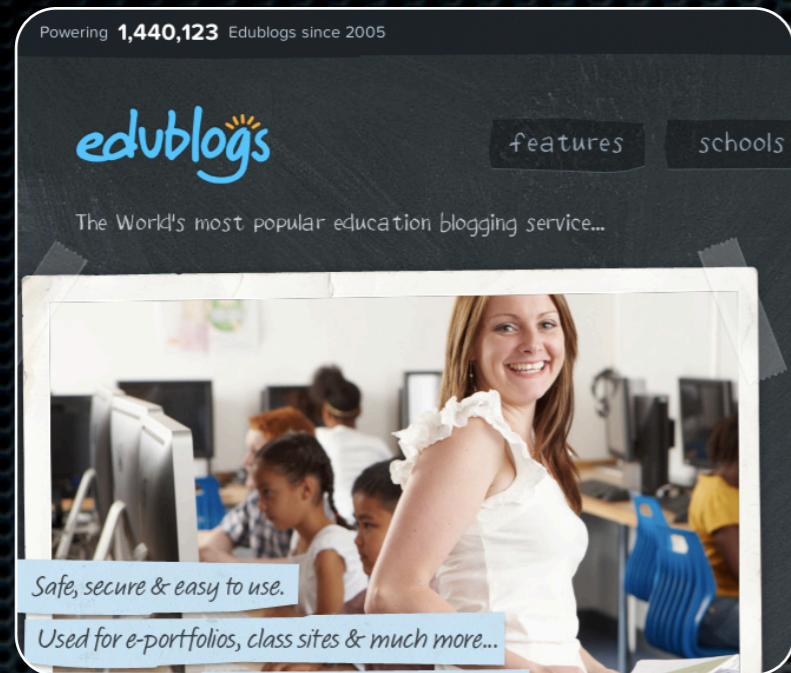 Powering 1,440,123 Edublogs since 2005
edublogs
features schools
The World's most popular education blogging service...
Safe, secure & easy to use.
Used for e-portfolios, class sites & much more...